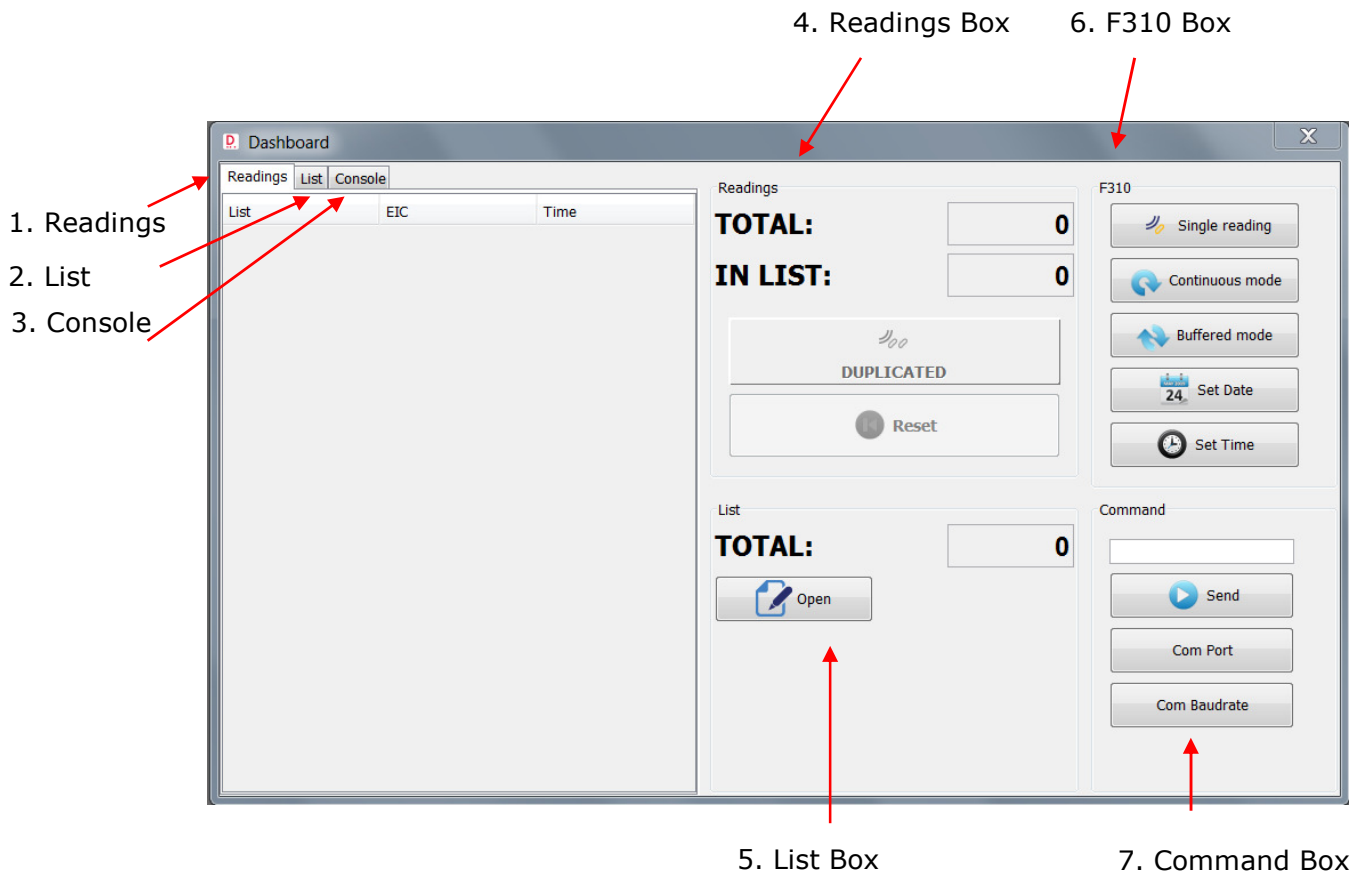 4. Readings Box
6. F310 Box
Dashboard
1. Readings
2. List
3. Console
Readings
List
Console
List
EIC
Time
Readings
TOTAL:
0
IN LIST:
0
DUPLICATED
Reset
F310
Single reading
Continuous mode
Buffered mode
24
Set Date
Set Time
List
TOTAL:
0
Open
Command
Send
Com Port
Com Baudrate
5. List Box
7. Command Box